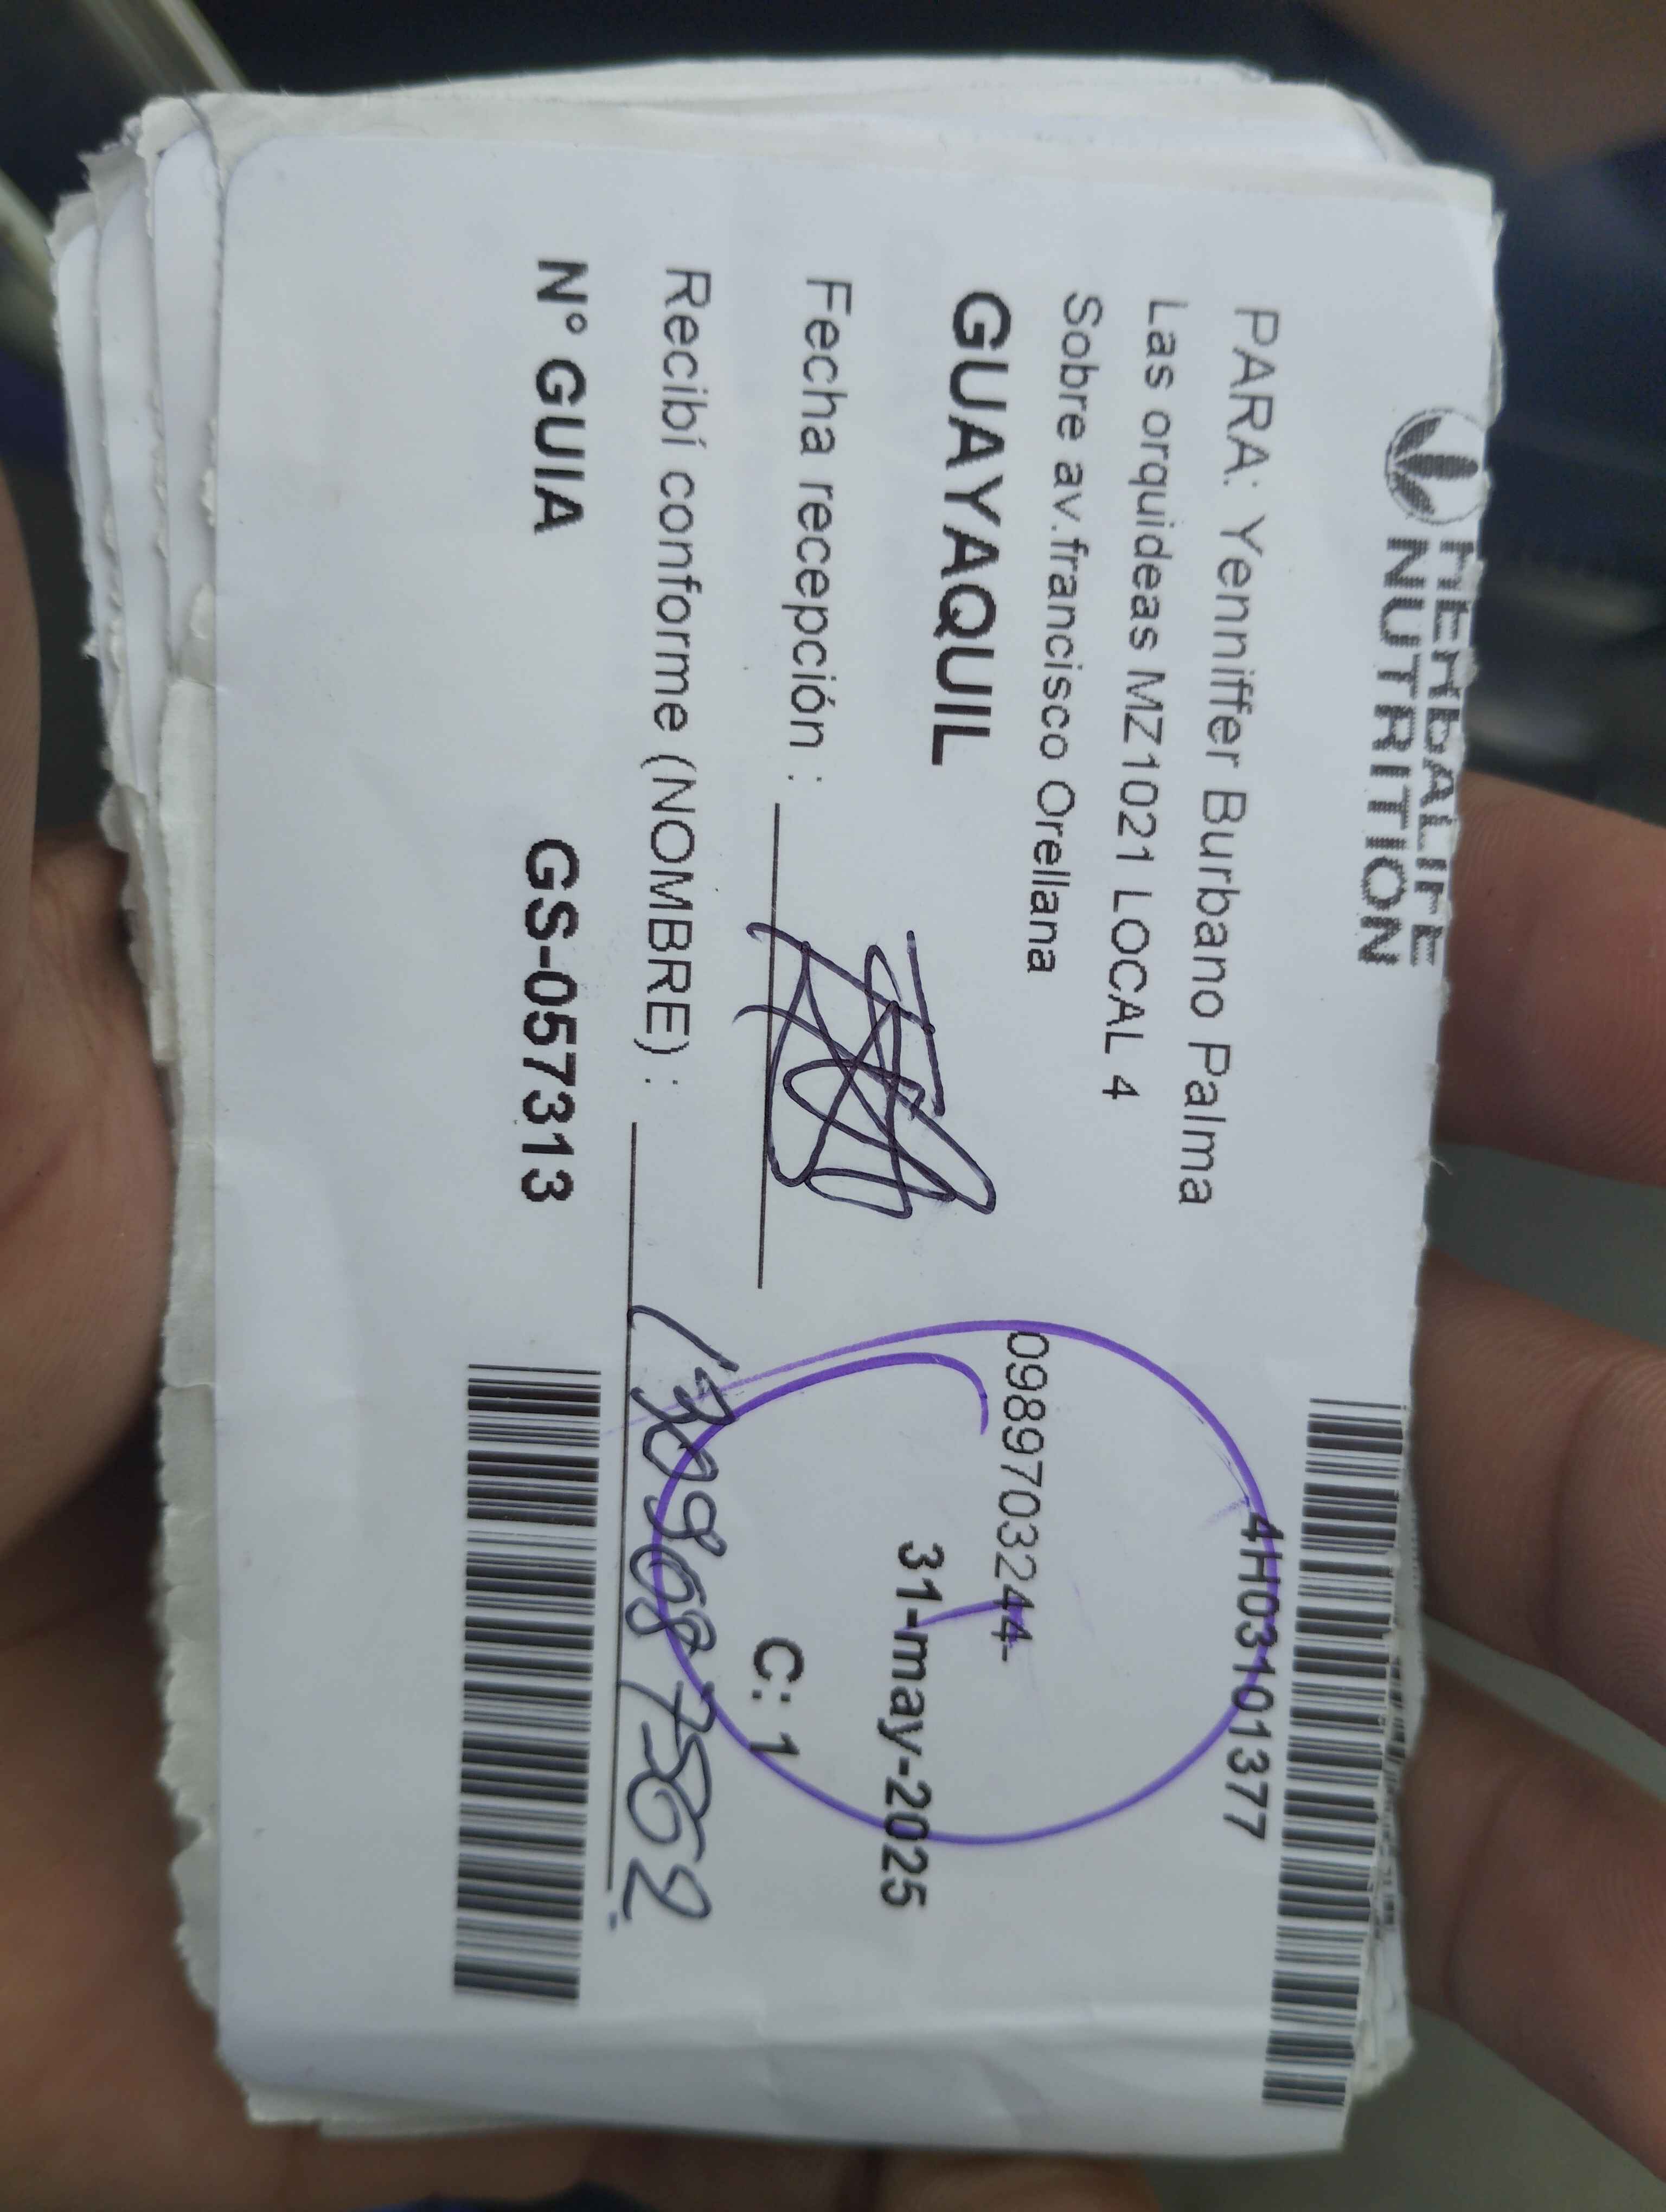 HERBALIFE
NUTRITION
4H03101377
PARA: Yenniffer Burbano Palma
Las orquideas MZ1021 LOCAL 4
Sobre av.francisco Orellana
0989703244
GUAYAQUIL
31-may-2025
Fecha recepción :
C: 1
Recibí conforme (NOMBRE) :
N° GUIA GS-057313